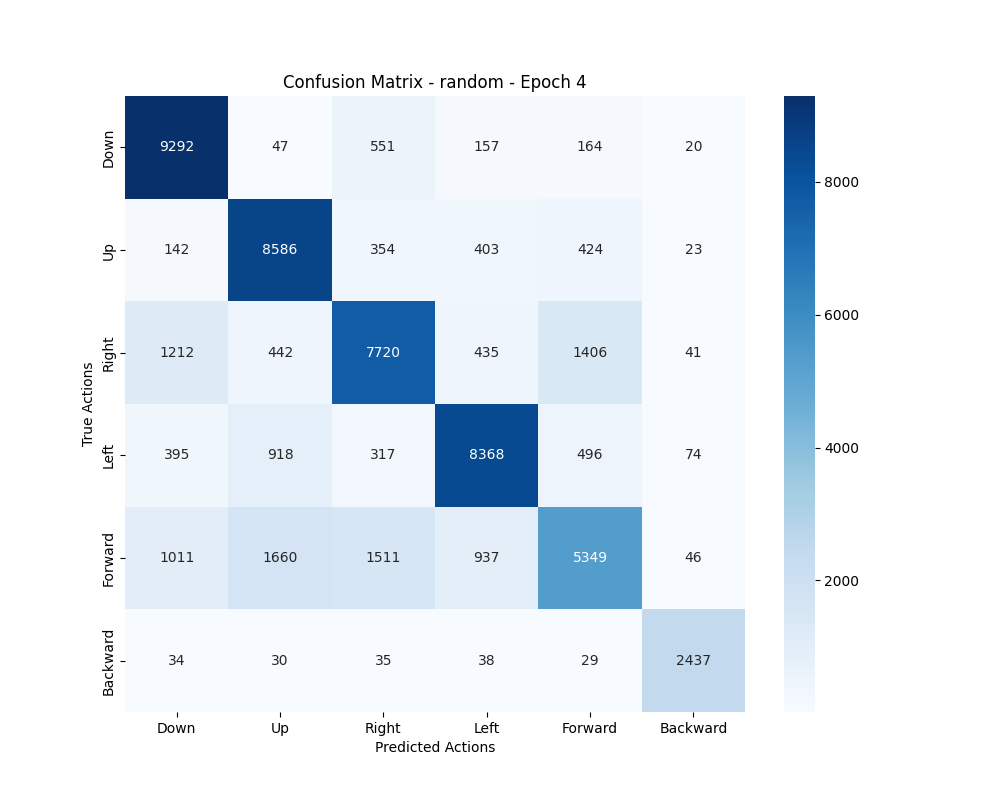 Confusion Matrix - random - Epoch 4
True Actions
Down 9292 47 551 157 164 20
Up 142 8586 354 403 424 23
Right 1212 442 7720 435 1406 41
Left 395 918 317 8368 496 74
Forward 1011 1660 1511 937 5349 46
Backward 34 30 35 38 29 2437
Down Up Right Left Forward Backward
Predicted Actions
8000
6000
4000
2000